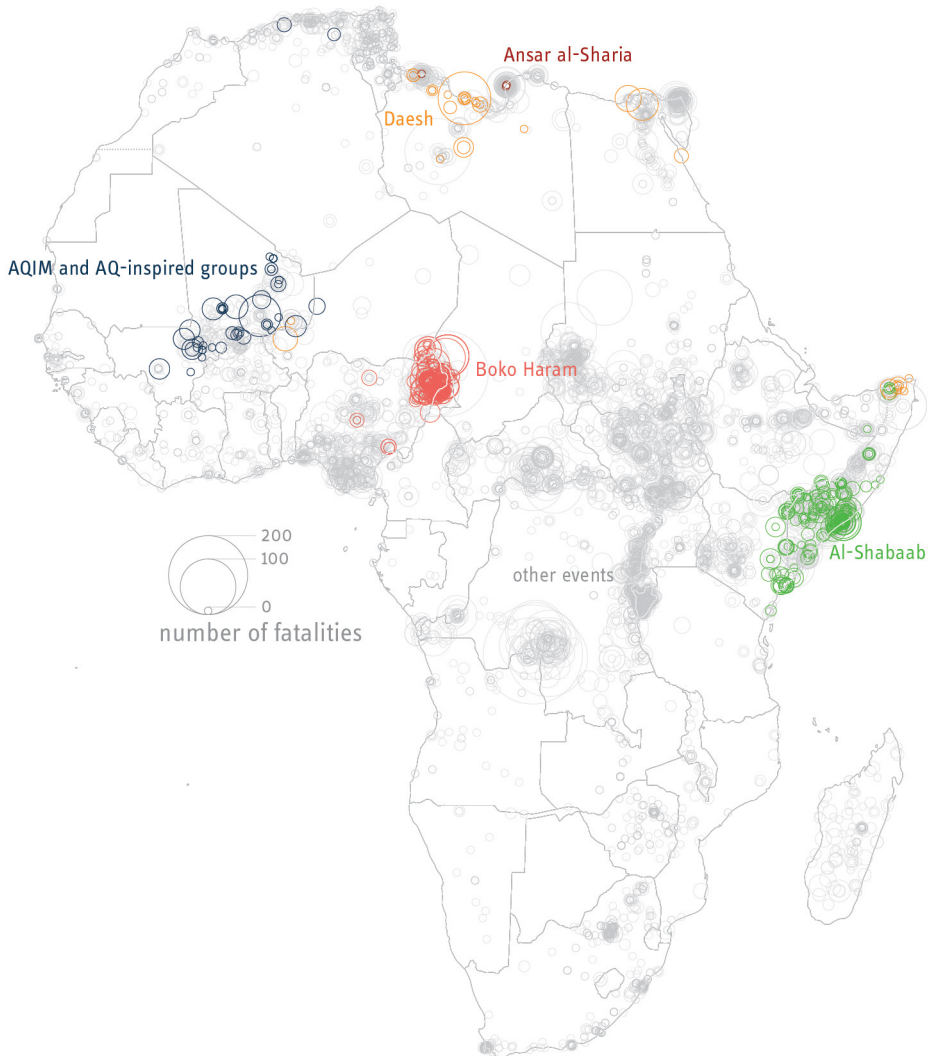 Ansar al-Sharia
Daesh
AQIM and AQ-inspired groups
Boko Haram
200
100
Al-Shabaab
other events
0
number of fatalities